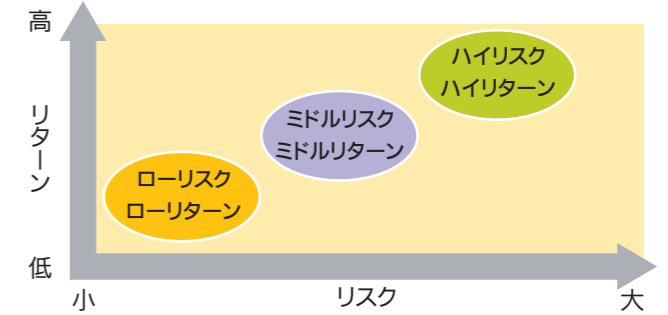 高
ハイリスク
ハイリターン
ミドルリスク
ミドルリターン
リターン
ローリスク
ローリターン
低
小
リスク
大